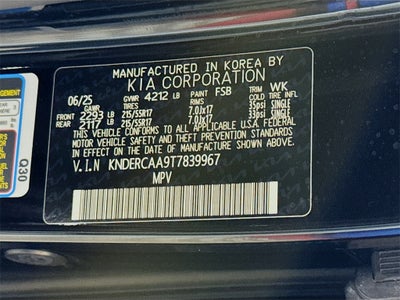 MANUFACTURED IN KOREA BY
KIA CORPORATION
06/25 GVWR 4212 LB PAINT FSB TRIM WK
GAWR TIRES RIMS COLD TIRE
FRONT 2293 LB 215/55R17 7.0Jx17 35psi SINGLE
REAR 2117 LB 215/55R17 7.0Jx17 33psi SINGLE
THIS VEHICLE CONFORMS TO ALL APPLICABLE U.S.A. FEDERAL
MOTOR VEHICLE SAFETY AND THEFT PREVENTION STANDARDS
IN EFFECT ON THE DATE OF MANUFACTURE SHOWN ABOVE.
V.I.N KNDERCAA9T7839967
MPV
Q30